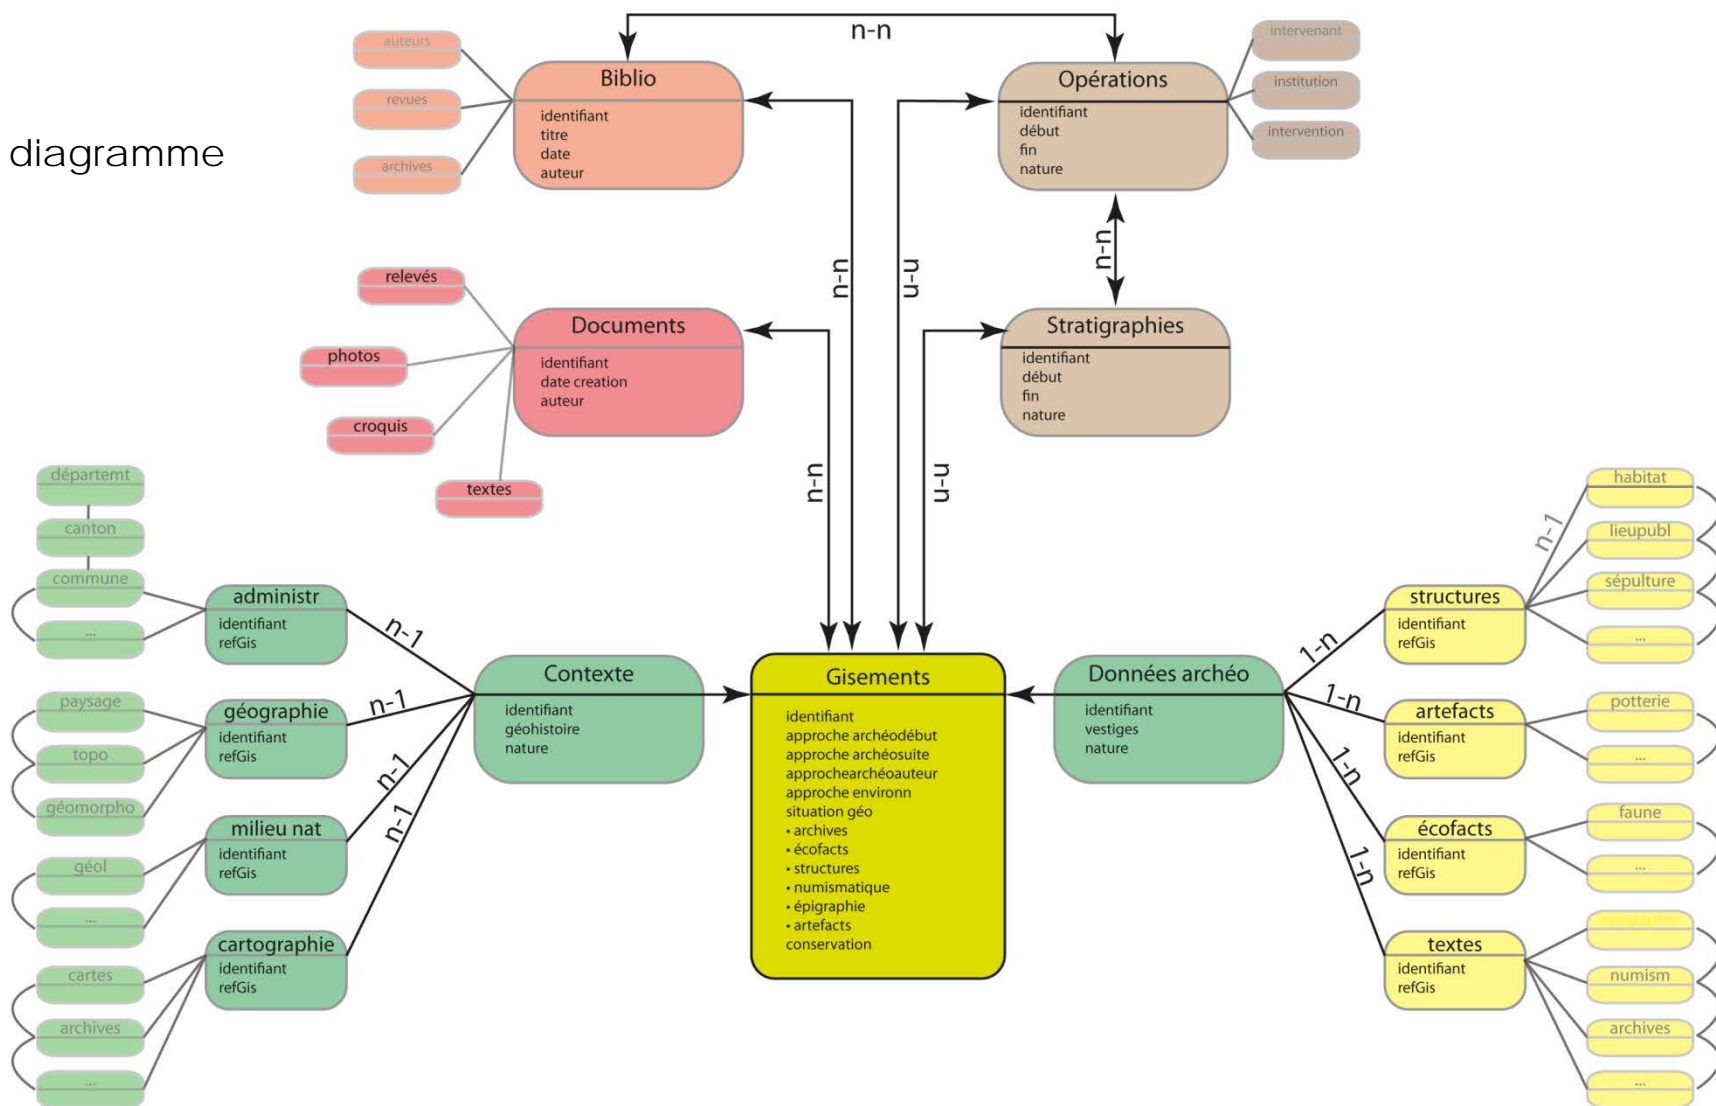 diagramme
n-n
auteurs
revues
archives
Biblio
identifiant
titre
date
auteur
Opérations
identifiant
début
fin
nature
intervenant
institution
intervention
n-n
n-n
n-n
relevés
photos
croquis
textes
Documents
identifiant
date creation
auteur
Stratigraphies
identifiant
début
fin
nature
n-n
n-n
départemt
canton
commune
...
administr
identifiant
refGis
n-1
paysage
topo
géomorpho
géographie
identifiant
refGis
n-1
géol
...
milieu nat
identifiant
refGis
n-1
cartes
archives
...
cartographie
identifiant
refGis
n-1
Contexte
identifiant
géohistoire
nature
Gisements
identifiant
approche archéodébut
approche archéosuite
approchearchéoauteur
approche environn
situation géo
• archives
• écofacts
• structures
• numismatique
• épigraphie
• artefacts
conservation
Données archéo
identifiant
vestiges
nature
1-n
structures
identifiant
refGis
n-1
habitat
lieupubl
sépulture
...
1-n
artefacts
identifiant
refGis
potterie
...
1-n
écofacts
identifiant
refGis
faune
...
1-n
textes
identifiant
refGis
numism
archives
...